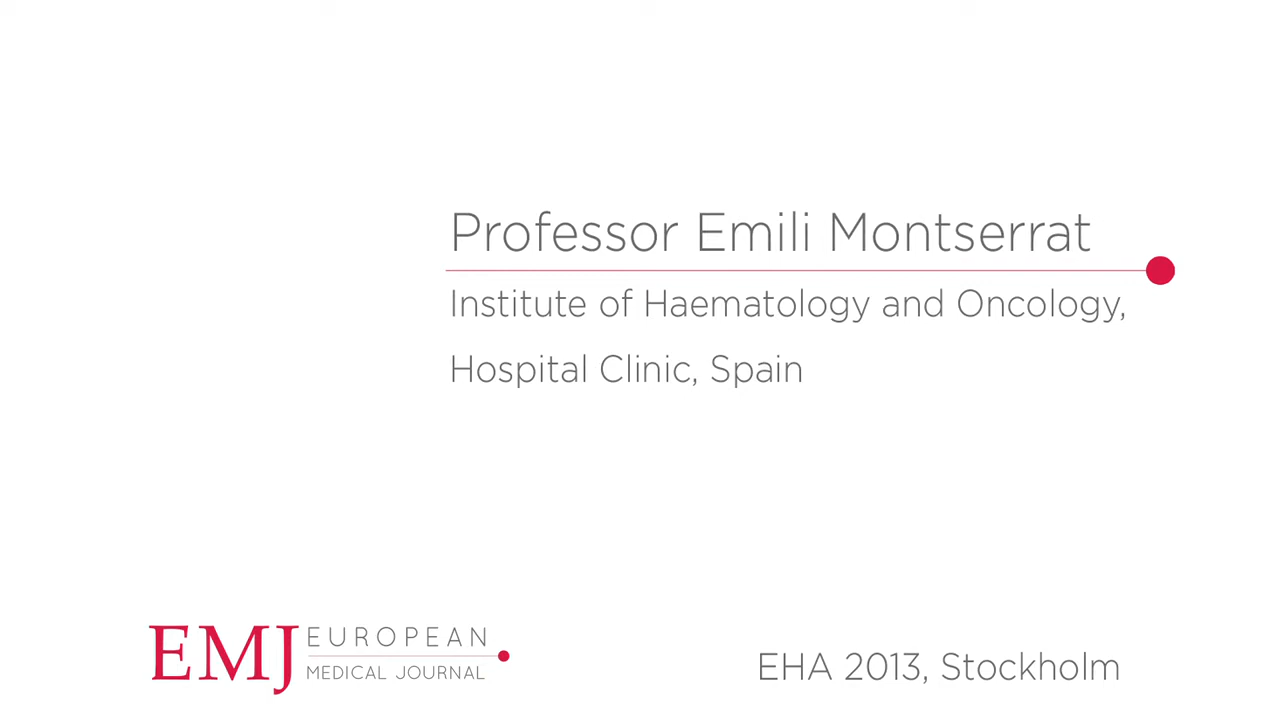 Professor Emili Montserrat
Institute of Haematology and Oncology,
Hospital Clinic, Spain
EMJ EUROPEAN
MEDICAL JOURNAL
EHA 2013, Stockholm